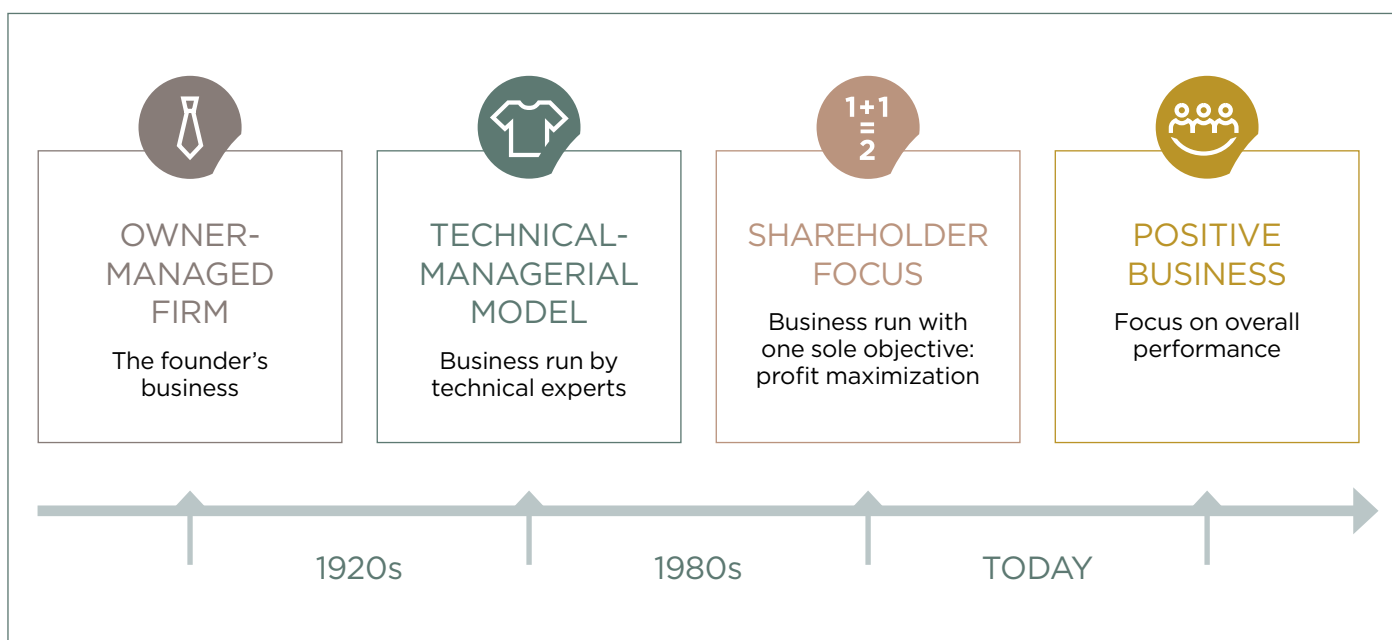 1+1
=
2
OWNER-
MANAGED
FIRM
The founder’s
business
TECHNICAL-
MANAGERIAL
MODEL
Business run by
technical experts
SHAREHOLDER
FOCUS
Business run with
one sole objective:
profit maximization
POSITIVE
BUSINESS
Focus on overall
performance
1920s
1980s
TODAY